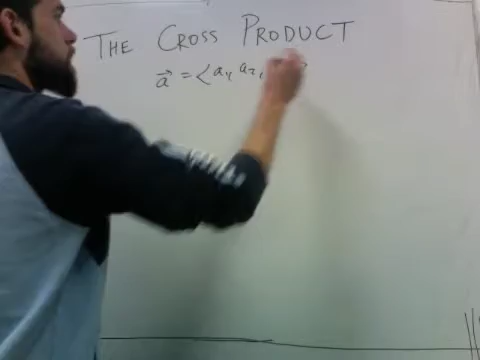 THE CROSS PRODUCT
a⃗ = <a₁, a₂,